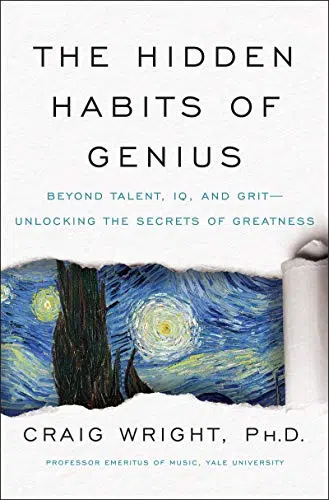 THE HIDDEN
HABITS OF
GENIUS
BEYOND TALENT, IQ, AND GRIT—
UNLOCKING THE SECRETS OF GREATNESS
CRAIG WRIGHT, PH.D.
PROFESSOR EMERITUS OF MUSIC, YALE UNIVERSITY